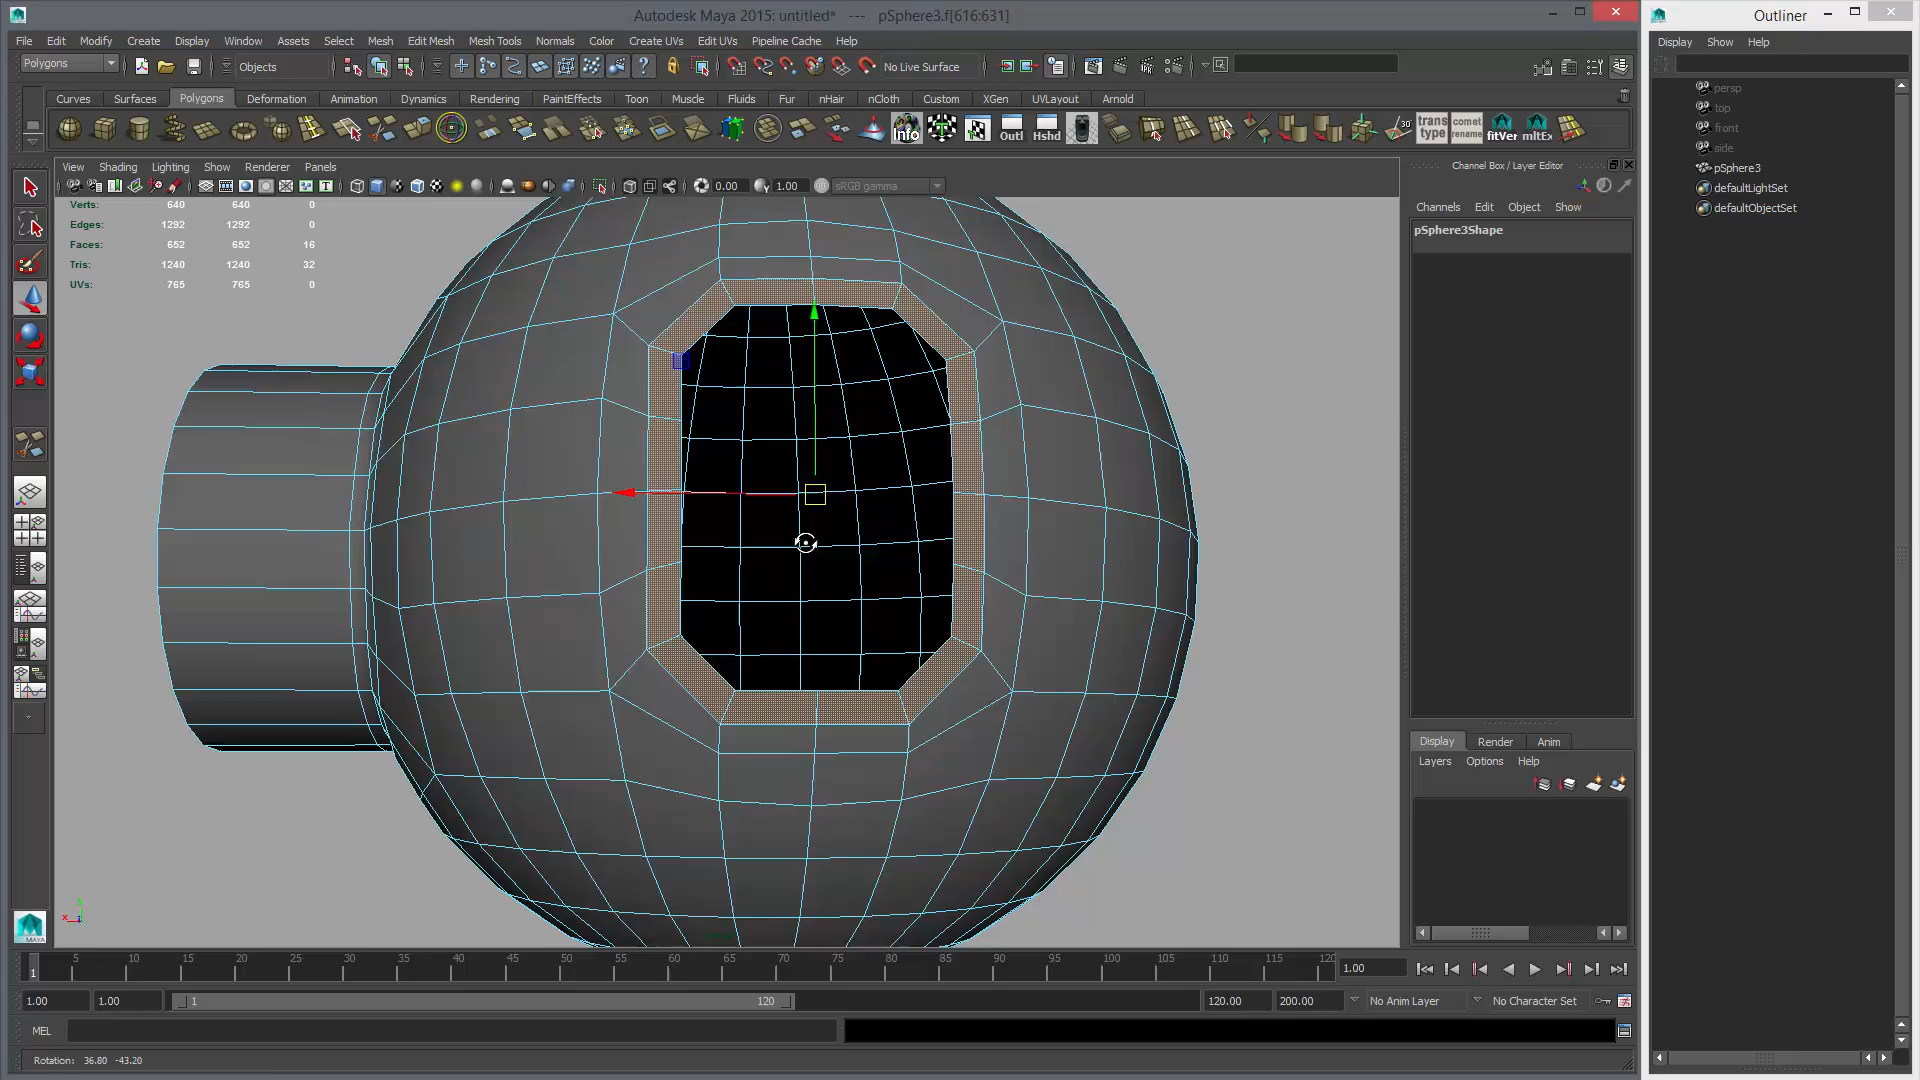 Autodesk Maya 2015: untitled* --- pSphere3.f[616:631]
Outliner
File Edit Modify Create Display Window Assets Select Mesh Edit Mesh Mesh Tools Normals Color Create UVs Edit UVs Pipeline Cache Help
Display Show Help
Polygons Objects No Live Surface
Curves Surfaces Polygons Deformation Animation Dynamics Rendering PaintEffects Toon Muscle Fluids Fur nHair nCloth Custom XGen UVLayout Arnold
Info Outl Hshd 30 trans type comet rename fitVer mltEx
View Shading Lighting Show Renderer Panels
0.00 1.00 sRGB gamma
Verts: 640 640 0
Edges: 1292 1292 0
Faces: 652 652 16
Tris: 1240 1240 32
UVs: 765 765 0
Channel Box / Layer Editor
Channels Edit Object Show
pSphere3Shape
persp
top
front
side
pSphere3
defaultLightSet
defaultObjectSet
Display Render Anim
Layers Options Help
x
MAYA
1 5 10 15 20 25 30 35 40 45 50 55 60 65 70 75 80 85 90 95 100 105 110 115 120
1.00
1.00 1.00 1 120 120.00 200.00 No Anim Layer No Character Set
MEL
Rotation: 36.80 -43.20